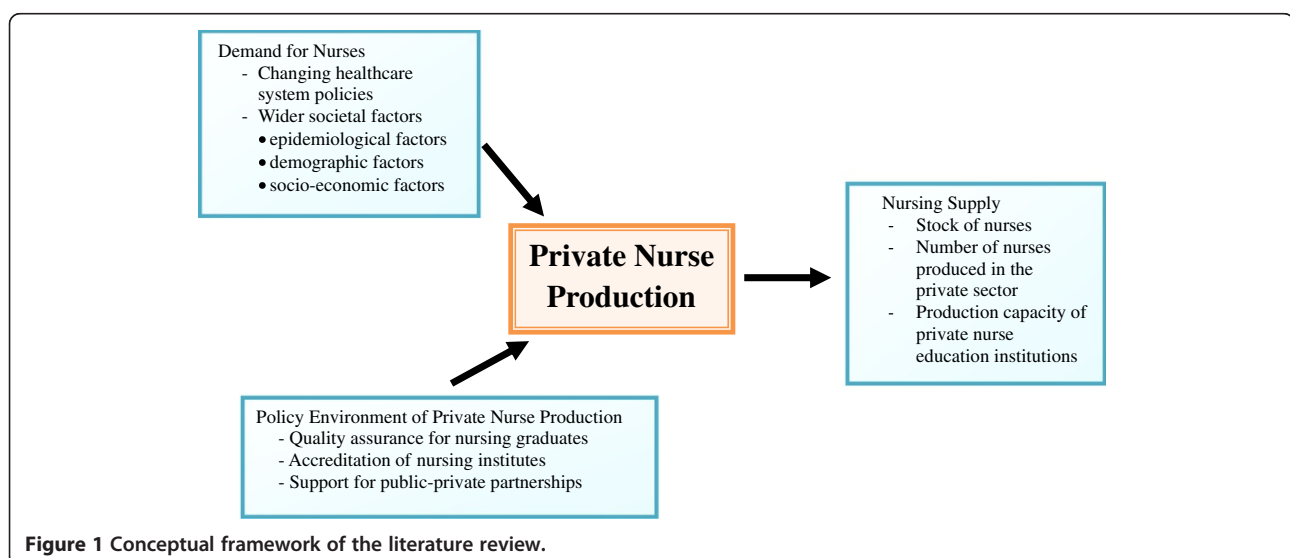 Demand for Nurses
- Changing healthcare
system policies
- Wider societal factors
• epidemiological factors
• demographic factors
• socio-economic factors
Private Nurse
Production
Nursing Supply
- Stock of nurses
- Number of nurses
produced in the
private sector
- Production capacity of
private nurse
education institutions
Policy Environment of Private Nurse Production
- Quality assurance for nursing graduates
- Accreditation of nursing institutes
- Support for public-private partnerships
Figure 1 Conceptual framework of the literature review.